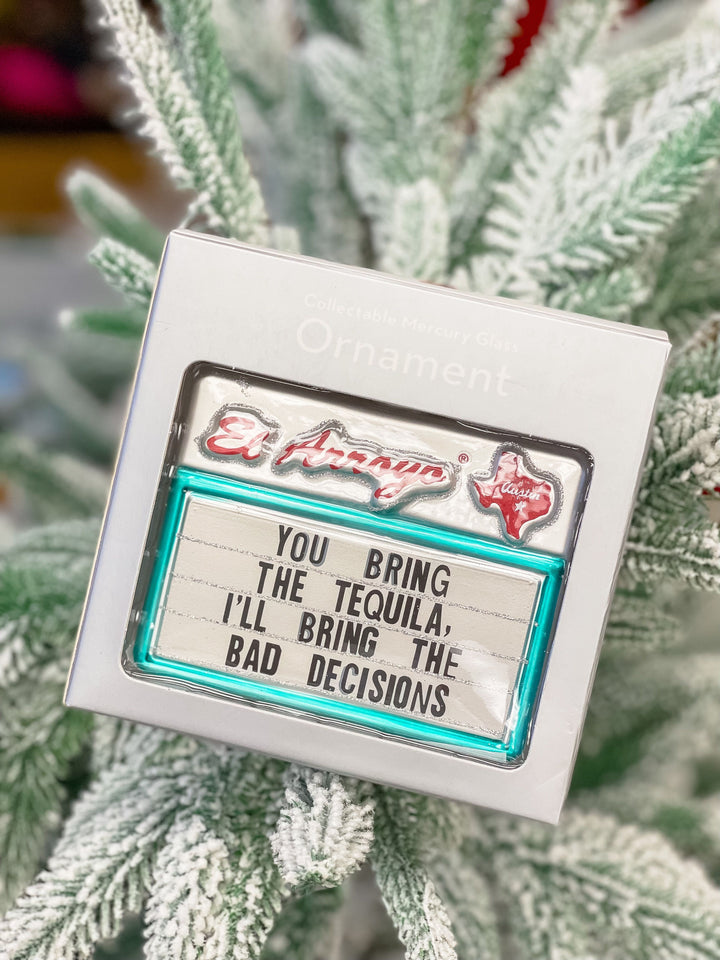 Collectable Mercury Glass
Ornament
El Arroyo®
Austin
YOU BRING
THE TEQUILA,
I'LL BRING THE
BAD DECISIONS